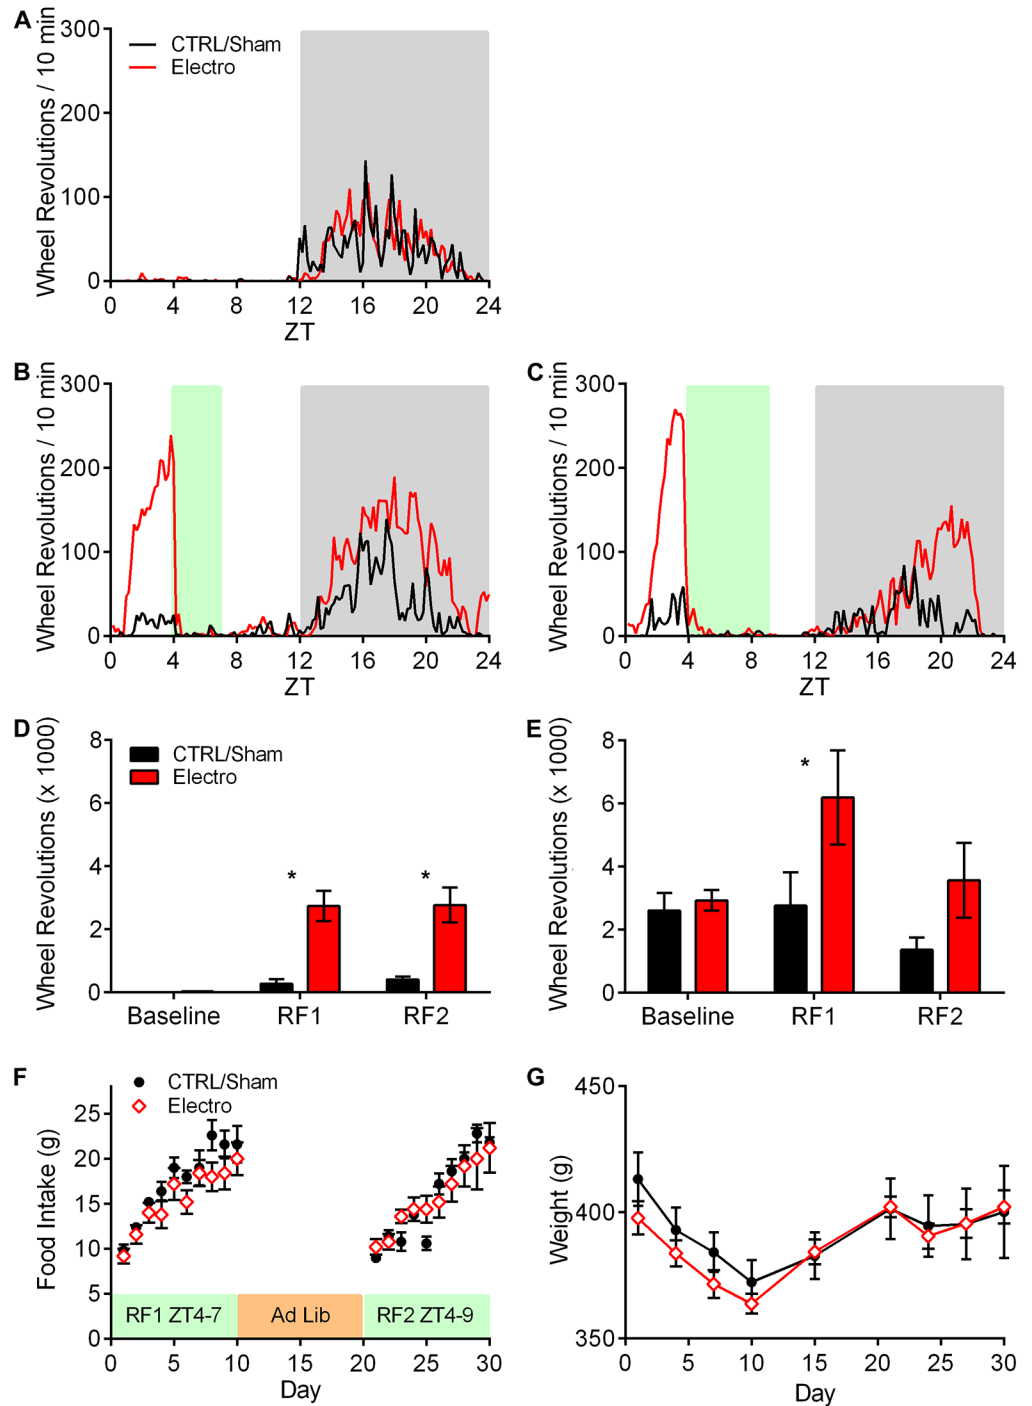 A
Wheel Revolutions / 10 min
300
200
100
0
CTRL/Sham
Electro
0 4 8 12 16 20 24
ZT
B
Wheel Revolutions / 10 min
300
200
100
0
0 4 8 12 16 20 24
ZT
C
Wheel Revolutions / 10 min
300
200
100
0
0 4 8 12 16 20 24
ZT
D
Wheel Revolutions (x 1000)
8
6
4
2
0
CTRL/Sham
Electro
* *
Baseline RF1 RF2
E
Wheel Revolutions (x 1000)
8
6
4
2
0
*
Baseline RF1 RF2
F
Food Intake (g)
CTRL/Sham
Electro
25
20
15
10
5
0
RF1 ZT4-7 Ad Lib RF2 ZT4-9
0 5 10 15 20 25 30
Day
G
Weight (g)
450
400
350
0 5 10 15 20 25 30
Day